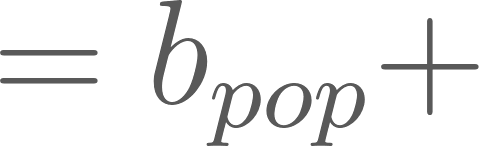 = b_{pop} +